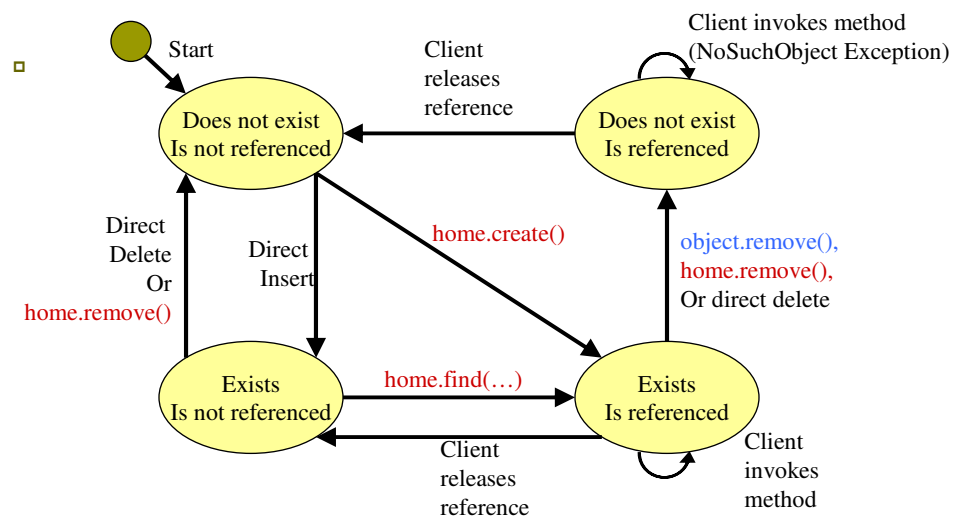 Start
Client
releases
reference
Client invokes method
(NoSuchObject Exception)
Does not exist
Is not referenced
Does not exist
Is referenced
Direct
Delete
Or
home.remove()
Direct
Insert
home.create()
object.remove(),
home.remove(),
Or direct delete
Exists
Is not referenced
home.find(…)
Exists
Is referenced
Client
releases
reference
Client
invokes
method